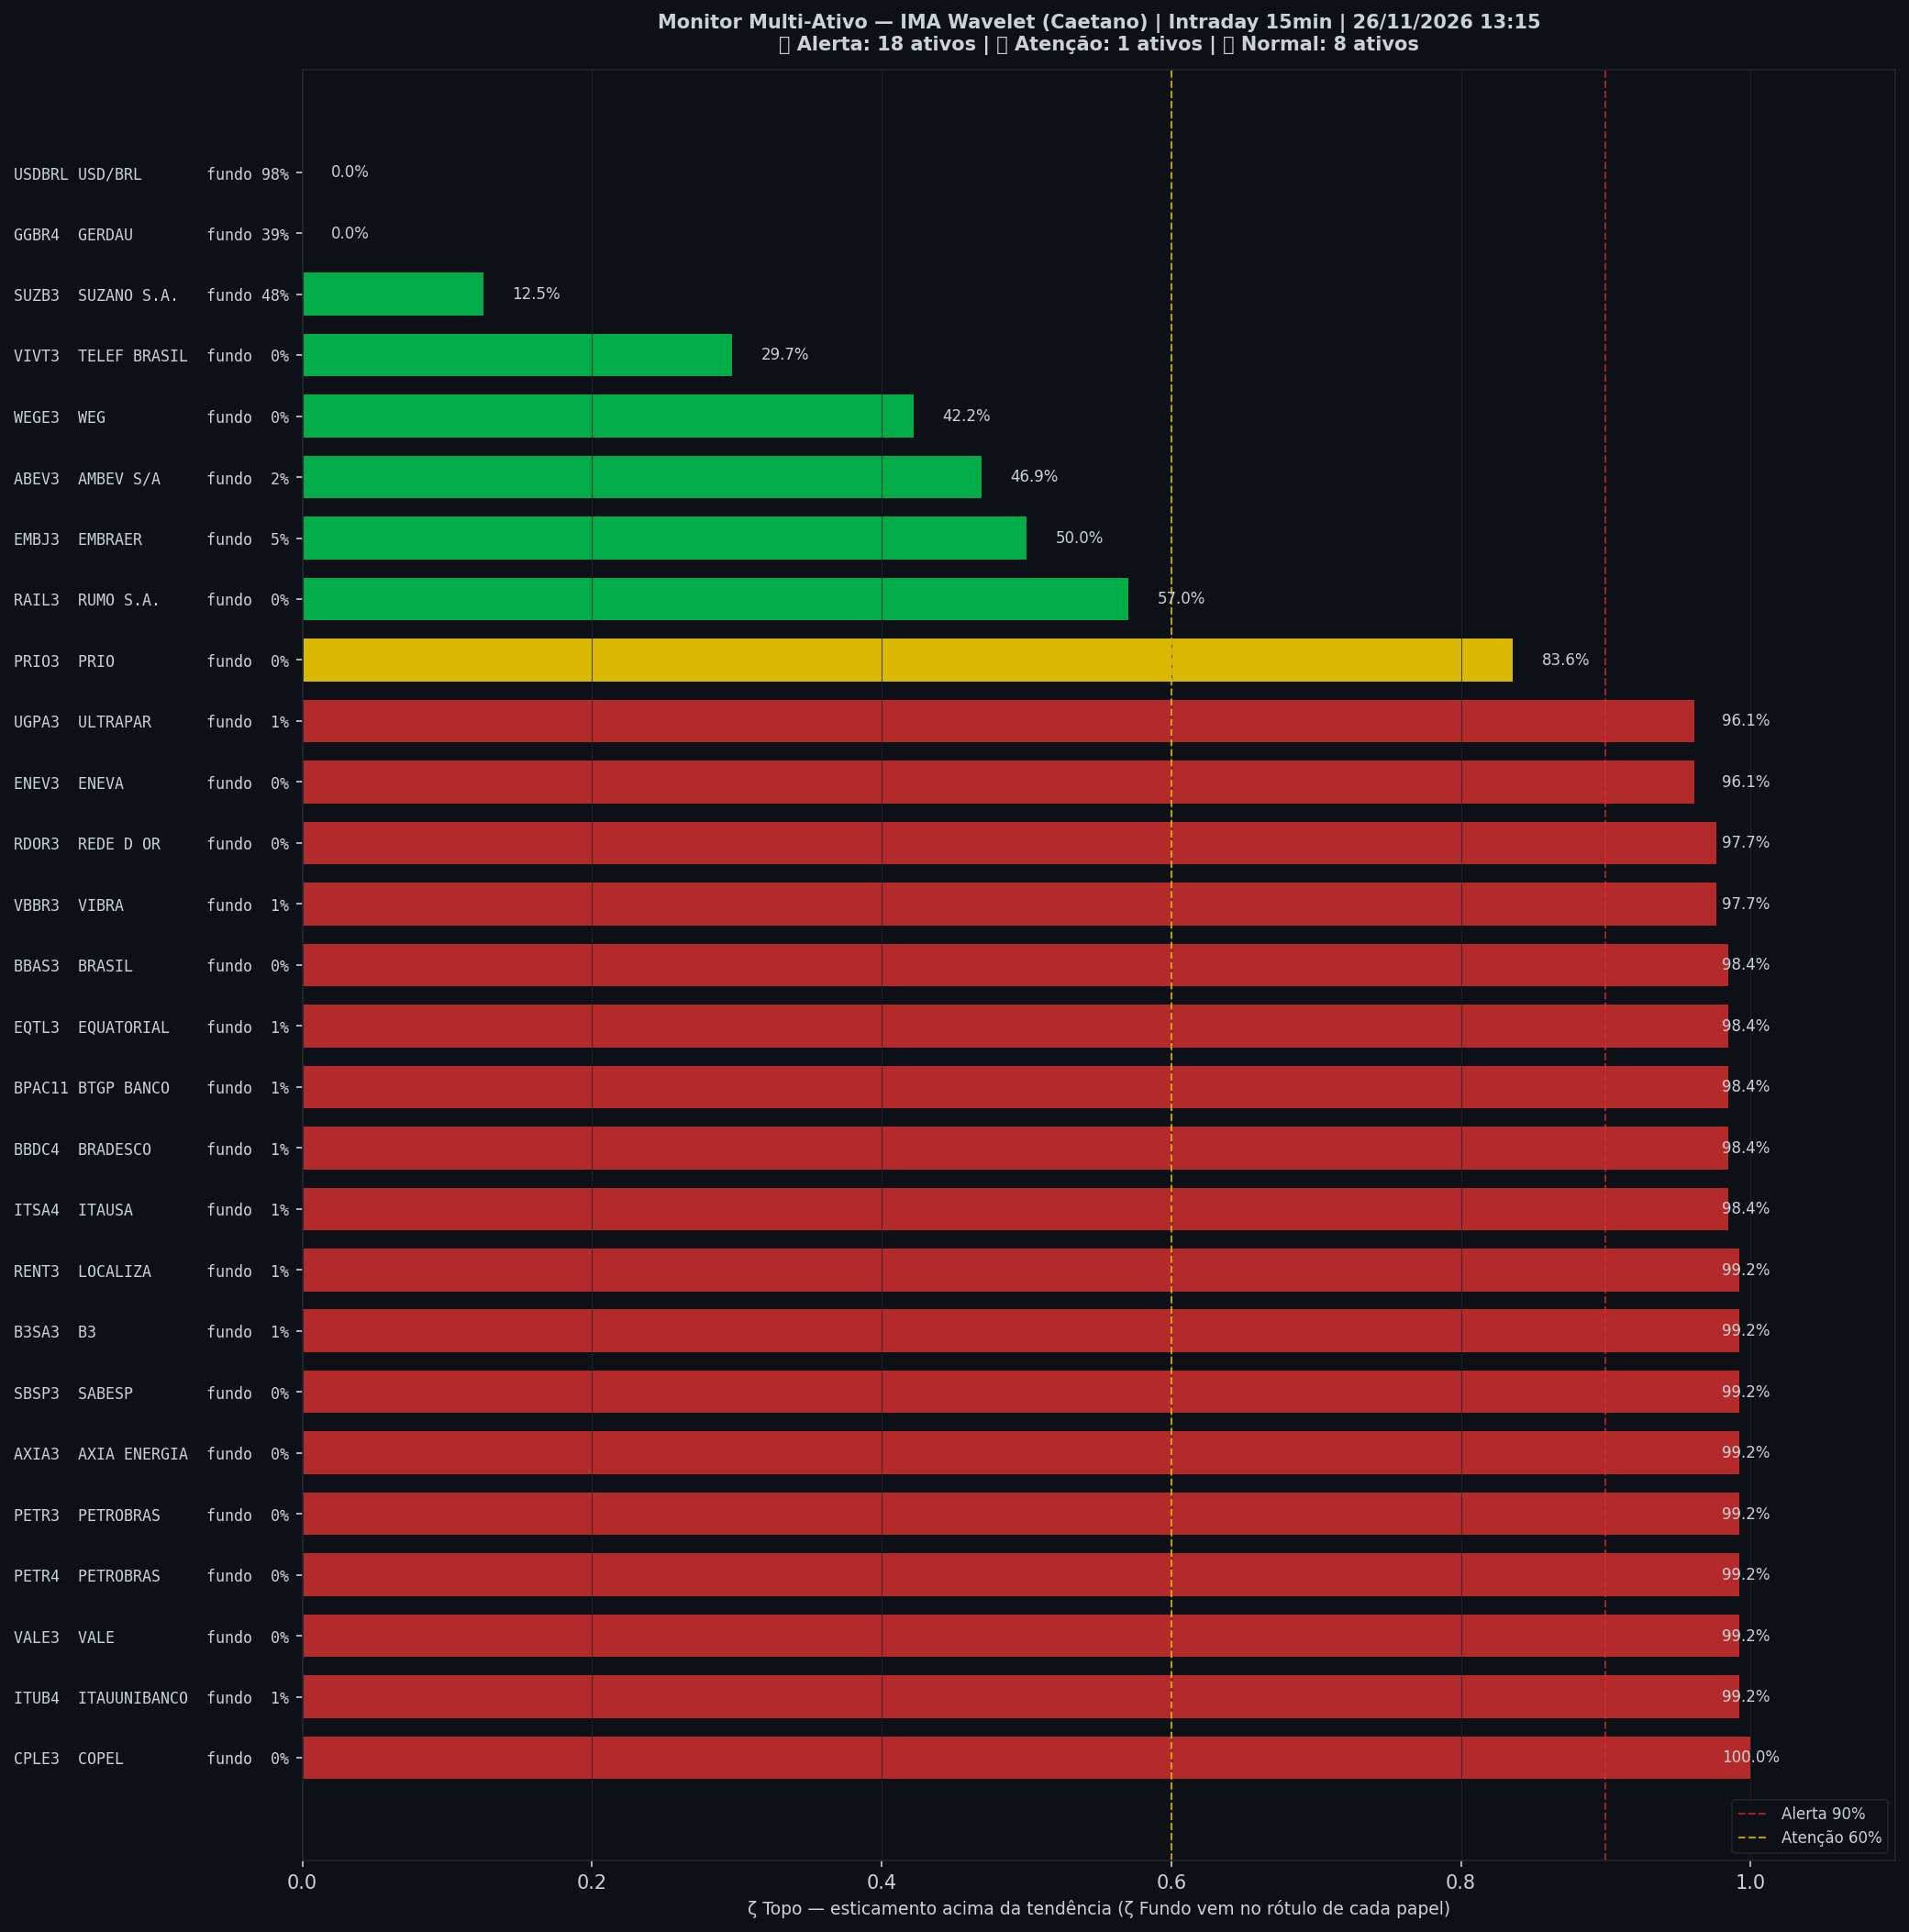 Monitor Multi-Ativo — IMA Wavelet (Caetano) | Intraday 15min | 26/11/2026 13:15
▯ Alerta: 18 ativos | ▯ Atenção: 1 ativos | ▯ Normal: 8 ativos
USDBRL USD/BRL fundo 98% 0.0%
GGBR4 GERDAU fundo 39% 0.0%
SUZB3 SUZANO S.A. fundo 48% 12.5%
VIVT3 TELEF BRASIL fundo 0% 29.7%
WEGE3 WEG fundo 0% 42.2%
ABEV3 AMBEV S/A fundo 2% 46.9%
EMBJ3 EMBRAER fundo 5% 50.0%
RAIL3 RUMO S.A. fundo 0% 57.0%
PRIO3 PRIO fundo 0% 83.6%
UGPA3 ULTRAPAR fundo 1% 96.1%
ENEV3 ENEVA fundo 0% 96.1%
RDOR3 REDE D OR fundo 0% 97.7%
VBBR3 VIBRA fundo 1% 97.7%
BBAS3 BRASIL fundo 0% 98.4%
EQTL3 EQUATORIAL fundo 1% 98.4%
BPAC11 BTGP BANCO fundo 1% 98.4%
BBDC4 BRADESCO fundo 1% 98.4%
ITSA4 ITAUSA fundo 1% 98.4%
RENT3 LOCALIZA fundo 1% 99.2%
B3SA3 B3 fundo 1% 99.2%
SBSP3 SABESP fundo 0% 99.2%
AXIA3 AXIA ENERGIA fundo 0% 99.2%
PETR3 PETROBRAS fundo 0% 99.2%
PETR4 PETROBRAS fundo 0% 99.2%
VALE3 VALE fundo 0% 99.2%
ITUB4 ITAUUNIBANCO fundo 1% 99.2%
CPLE3 COPEL fundo 0% 100.0%
Alerta 90%
Atenção 60%
0.0 0.2 0.4 0.6 0.8 1.0
ζ Topo — esticamento acima da tendência (ζ Fundo vem no rótulo de cada papel)